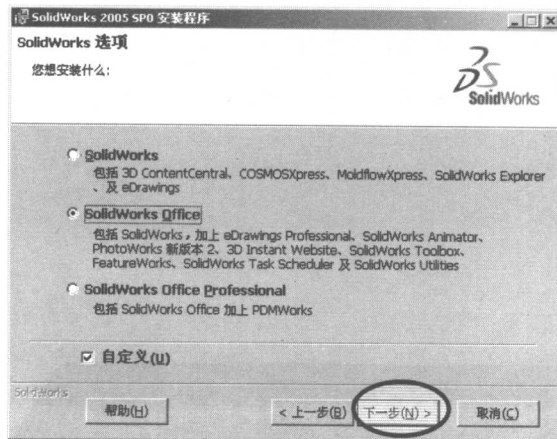 SolidWorks 2005 SP0 安装程序
SolidWorks 选项
您想安装什么:
SolidWorks
SolidWorks
包括 3D ContentCentral、COSMOSXpress、MoldflowXpress、SolidWorks Explorer
、及 eDrawings
SolidWorks Office
包括 SolidWorks，加上 eDrawings Professional、SolidWorks Animator、
PhotoWorks 新版本 2、3D Instant Website、SolidWorks Toolbox、
FeatureWorks、SolidWorks Task Scheduler 及 SolidWorks Utilities
SolidWorks Office Professional
包括 SolidWorks Office 加上 PDMWorks
自定义(U)
SolidWorks
帮助(H)
< 上一步(B)
下一步(N) >
取消(C)